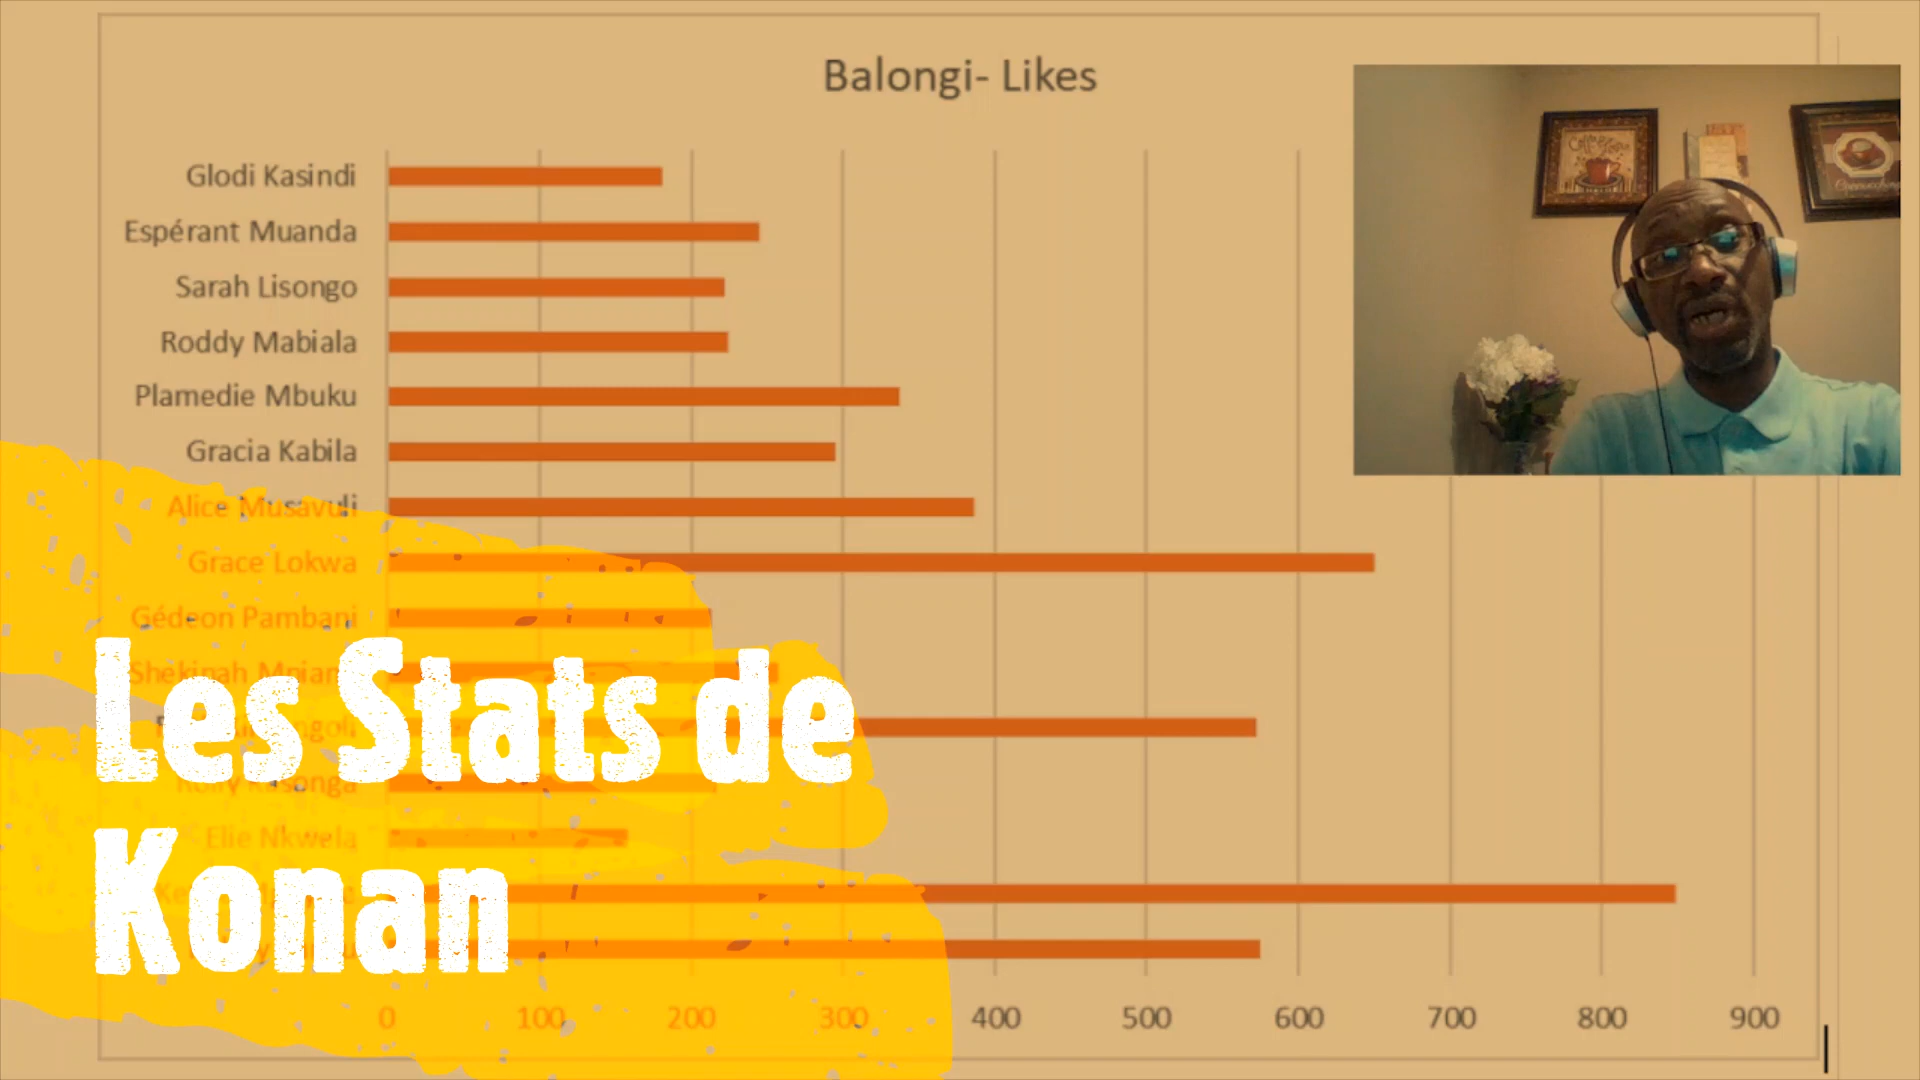 Balongi- Likes
Glodi Kasindi
Espérant Muanda
Sarah Lisongo
Roddy Mabiala
Plamedie Mbuku
Gracia Kabila
Alice Musavuli
Grace Lokwa
Gédeon Pambani
Shekinah
Elie Nkwela
0 100 200 300 400 500 600 700 800 900
Les Stats de
Konan